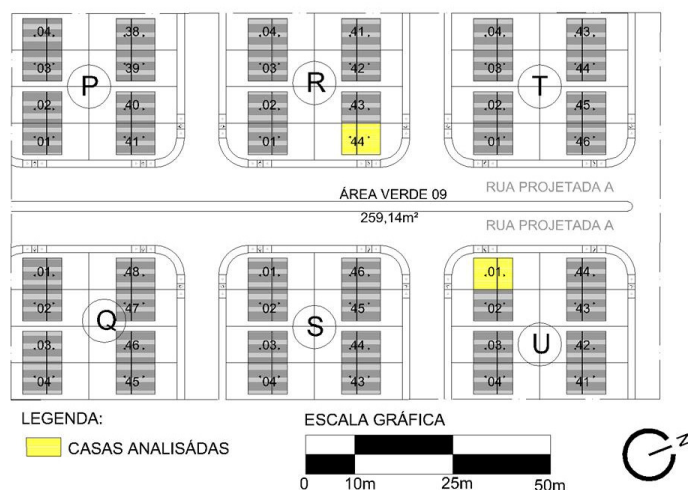 .04. .38. .04. .41. .04. .43.
.03. .39. .03. .42. .03. .44.
P R T
.02. .40. .02. .43. .02. .45.
.01. .41. .01. .44. .01. .46.
ÁREA VERDE 09 RUA PROJETADA A
259,14m² RUA PROJETADA A
.01. .48. .01. .46. .01. .44.
.02. .47. .02. .45. .02. .43.
Q S U
.03. .46. .03. .44. .03. .42.
.04. .45. .04. .43. .04. .41.
LEGENDA: ESCALA GRÁFICA
CASAS ANALISÁDAS
N
0 10m 25m 50m